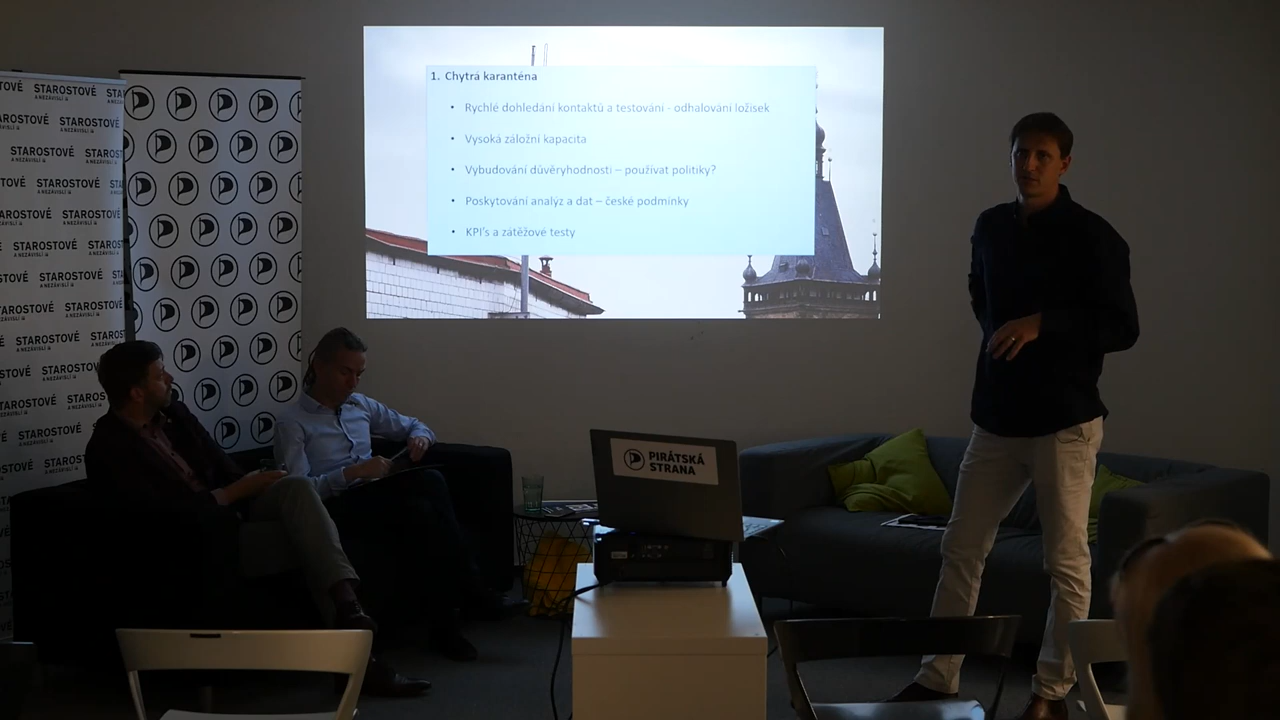 1. Chytrá karanténa
• Rychlé dohledání kontaktů a testování - odhalování ložisek
• Vysoká záložní kapacita
• Vybudování důvěryhodnosti – používat politiky?
• Poskytování analýz a dat – české podmínky
• KPI's a zátěžové testy
STAROSTOVÉ
A NEZÁVISLÍ
PIRÁTSKÁ
STRANA